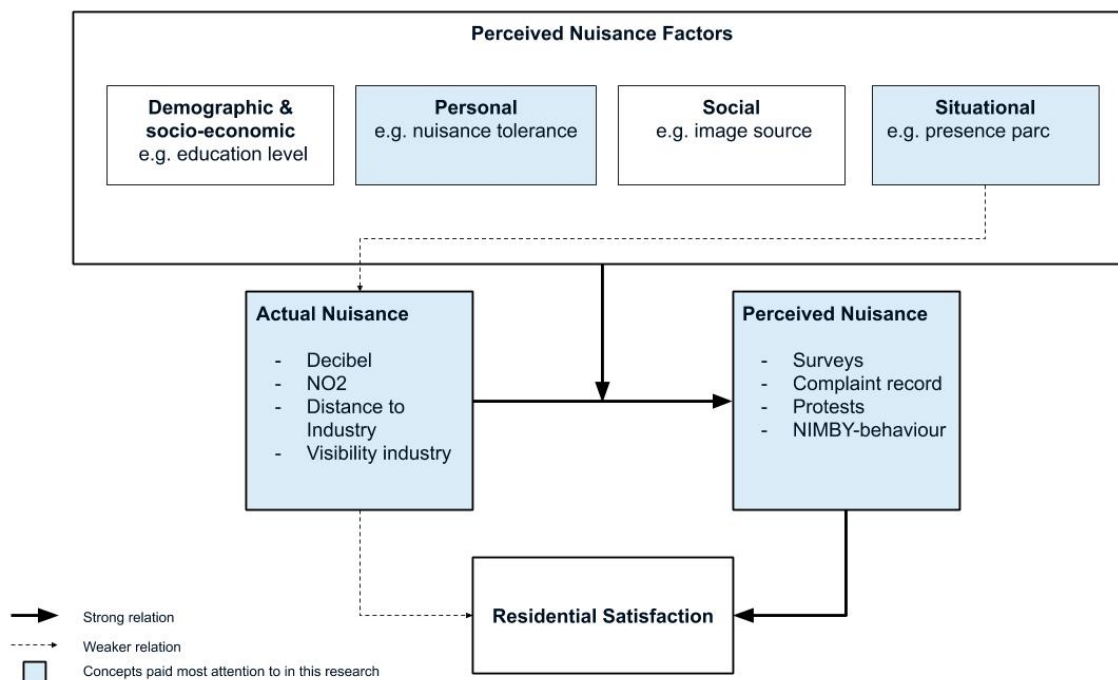 Perceived Nuisance Factors
Demographic &
socio-economic
e.g. education level
Personal
e.g. nuisance tolerance
Social
e.g. image source
Situational
e.g. presence parc
Actual Nuisance
- Decibel
- NO2
- Distance to
Industry
- Visibility industry
Perceived Nuisance
- Surveys
- Complaint record
- Protests
- NIMBY-behaviour
Residential Satisfaction
Strong relation
Weaker relation
Concepts paid most attention to in this research